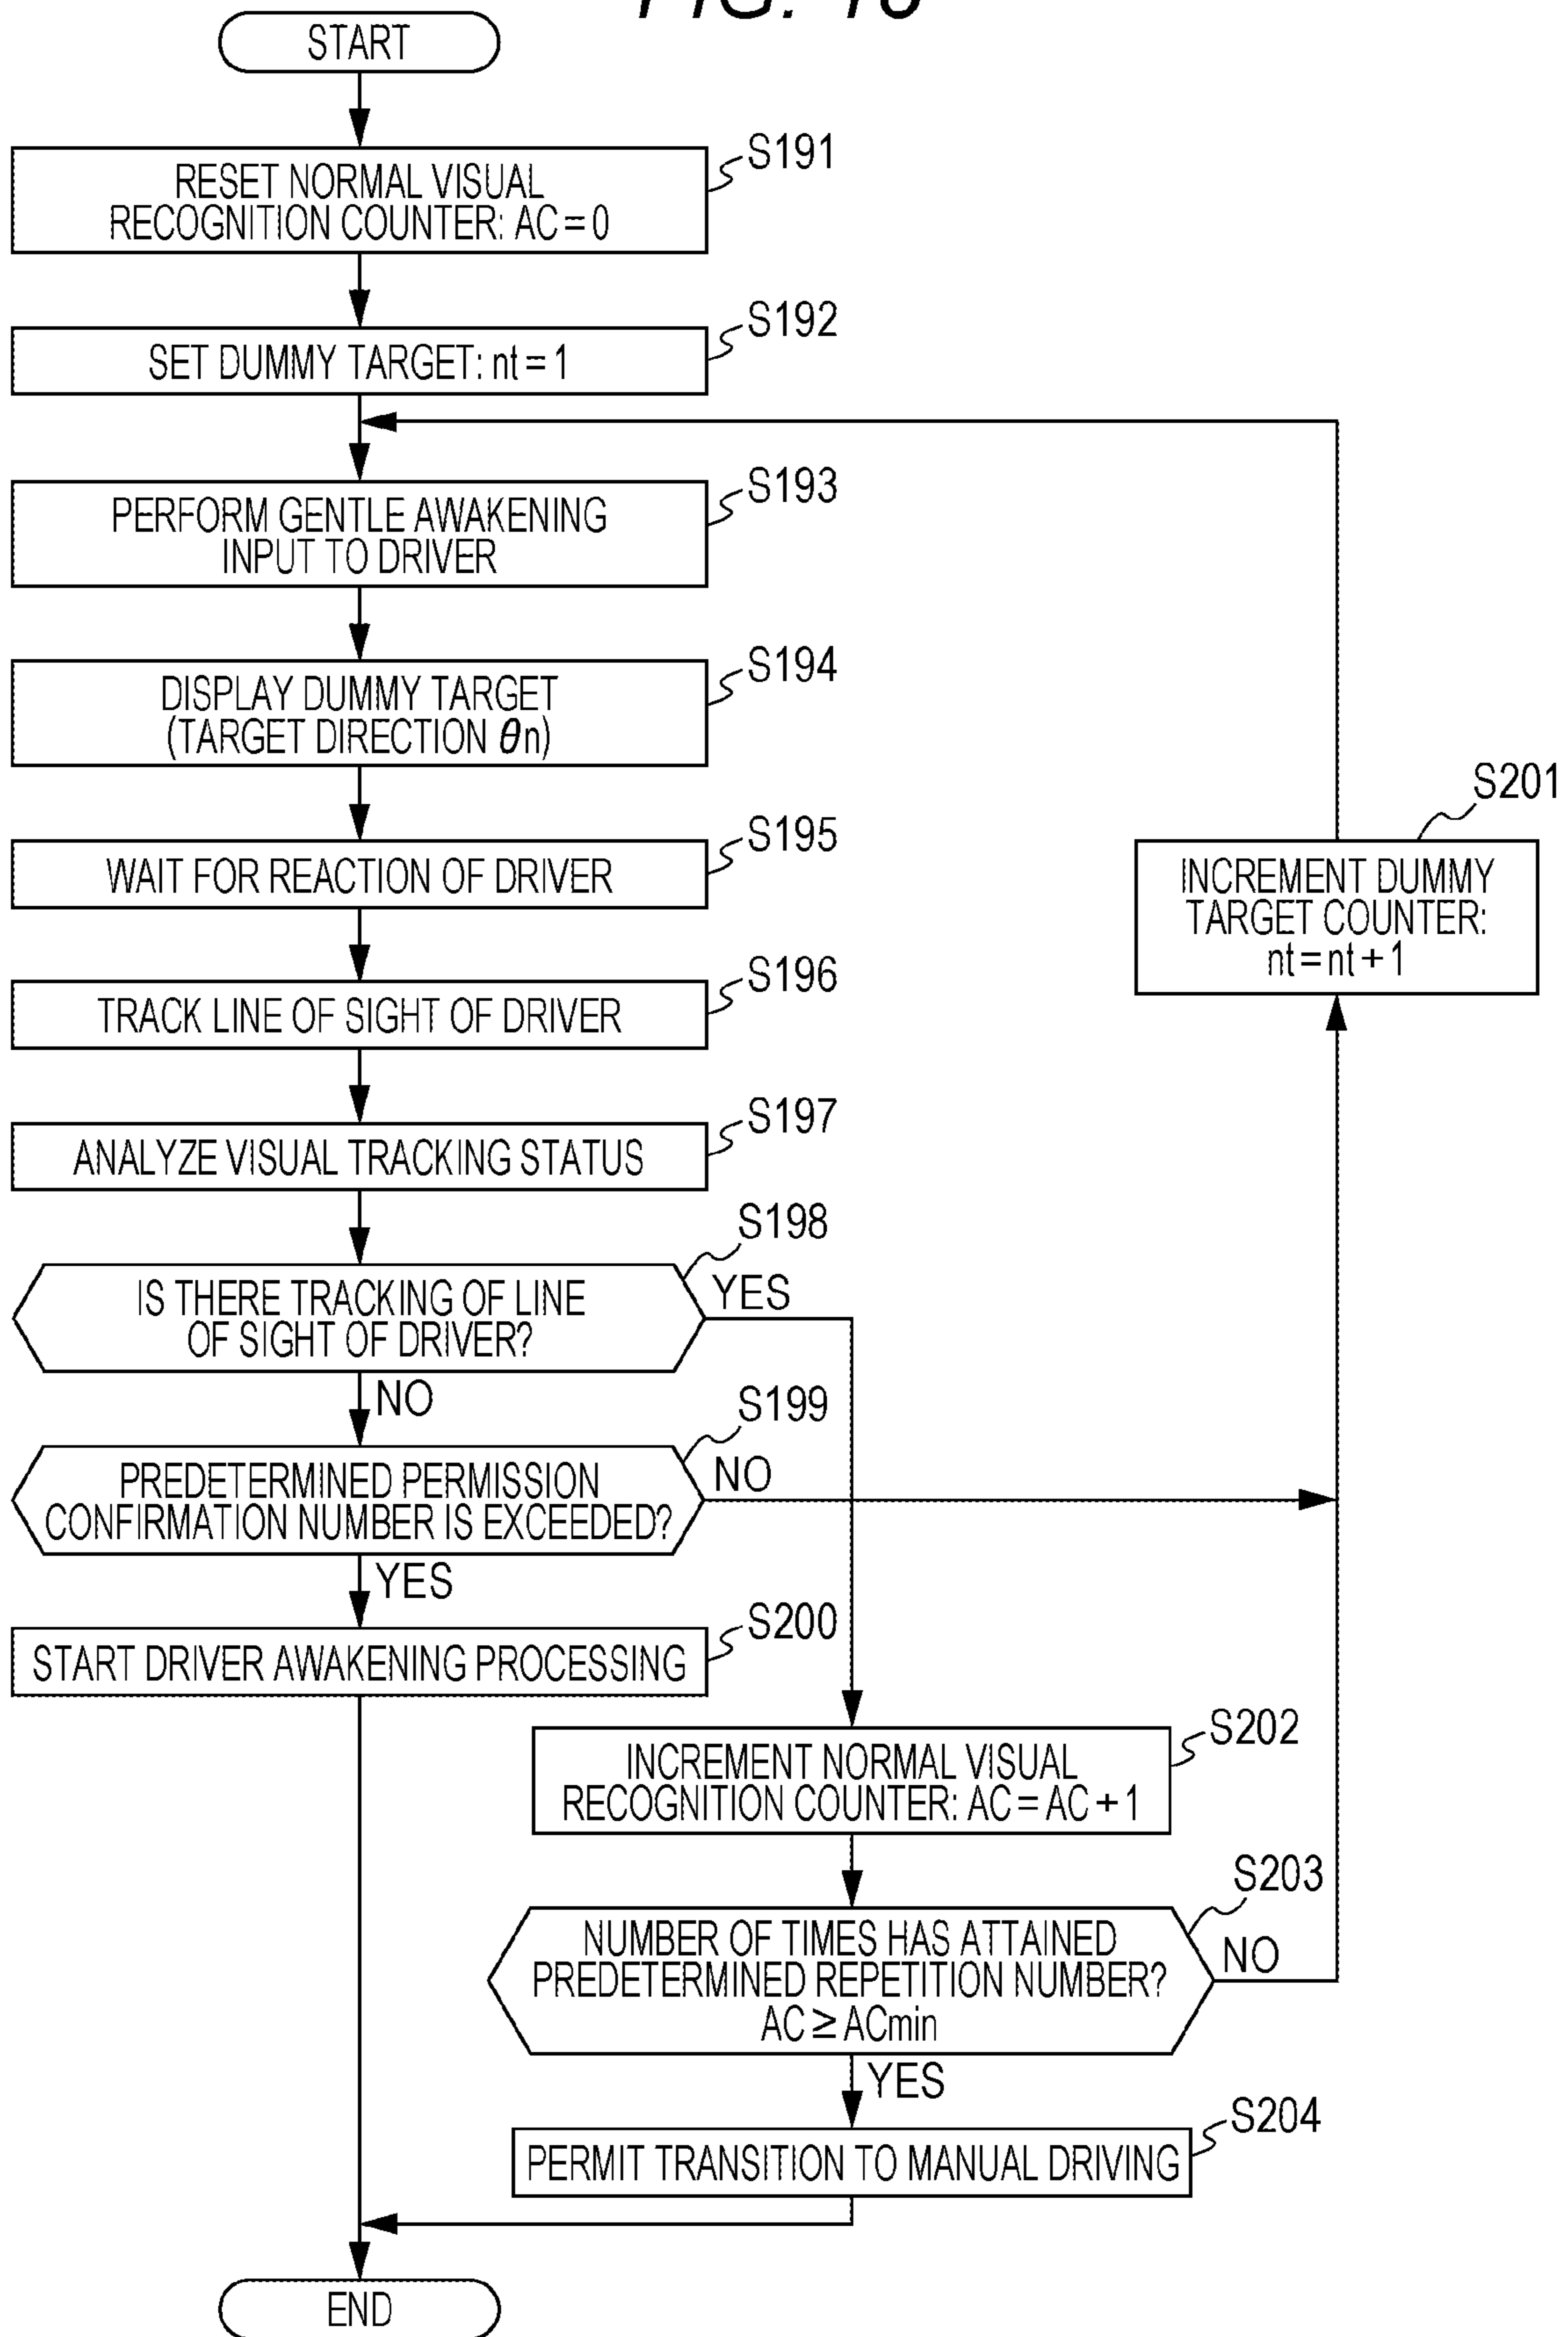 START
S191
RESET NORMAL VISUAL
RECOGNITION COUNTER: AC = 0
S192
SET DUMMY TARGET: nt = 1
S193
PERFORM GENTLE AWAKENING
INPUT TO DRIVER
S194
DISPLAY DUMMY TARGET
(TARGET DIRECTION θn)
S195
WAIT FOR REACTION OF DRIVER
S201
INCREMENT DUMMY
TARGET COUNTER:
nt = nt + 1
S196
TRACK LINE OF SIGHT OF DRIVER
S197
ANALYZE VISUAL TRACKING STATUS
S198
IS THERE TRACKING OF LINE
OF SIGHT OF DRIVER?
YES
NO
S199
PREDETERMINED PERMISSION
CONFIRMATION NUMBER IS EXCEEDED?
NO
YES
S200
START DRIVER AWAKENING PROCESSING
S202
INCREMENT NORMAL VISUAL
RECOGNITION COUNTER: AC = AC + 1
S203
NUMBER OF TIMES HAS ATTAINED
PREDETERMINED REPETITION NUMBER?
AC ≥ ACmin
NO
YES
S204
PERMIT TRANSITION TO MANUAL DRIVING
END